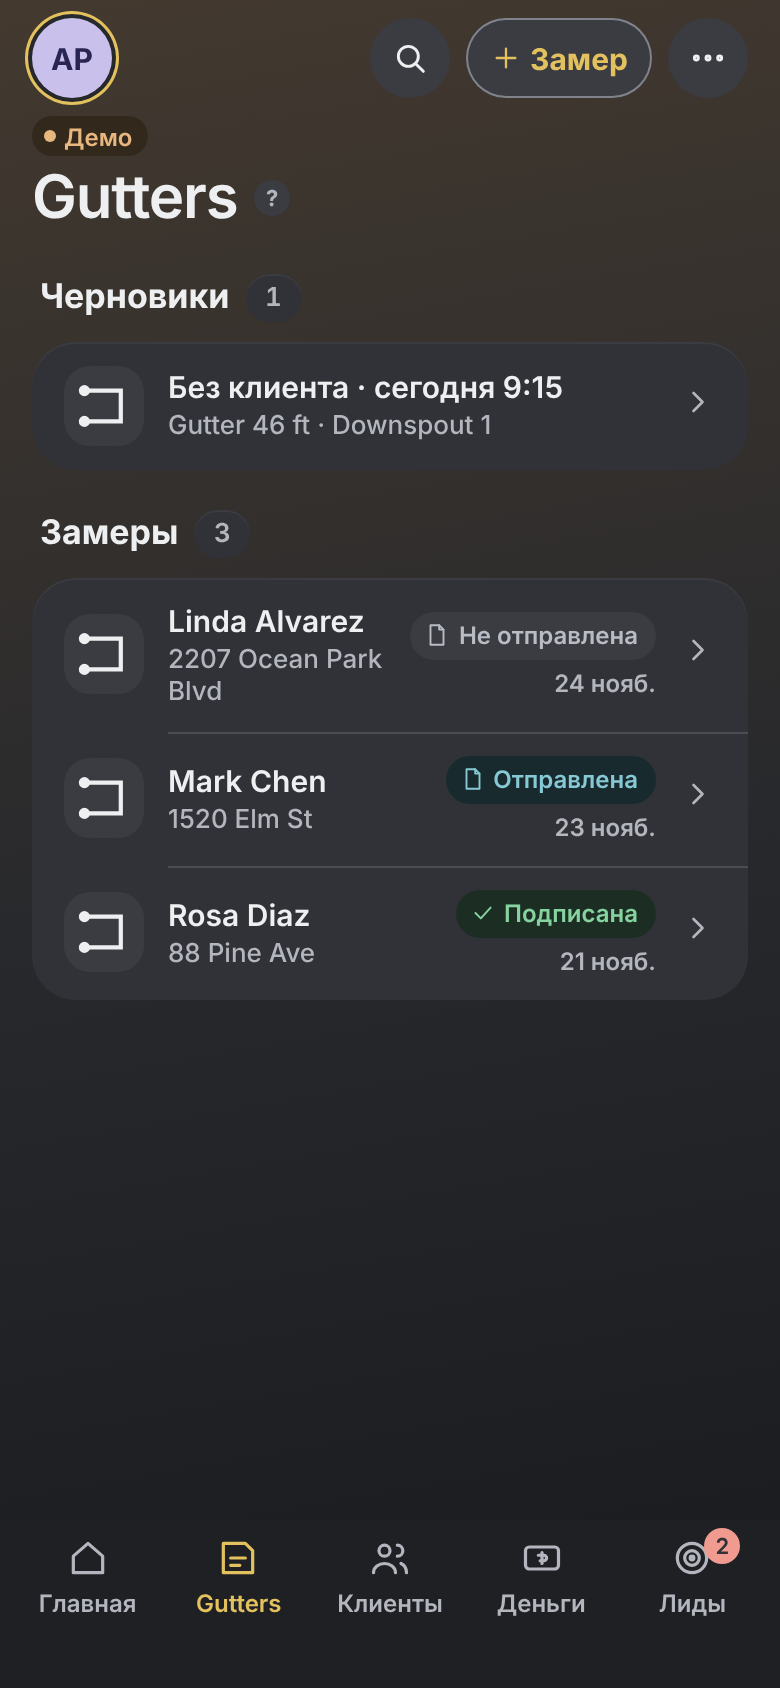 AP
+ Замер
Демо
Gutters ?
Черновики 1
Без клиента · сегодня 9:15
Gutter 46 ft · Downspout 1
Замеры 3
Linda Alvarez
2207 Ocean Park
Blvd
Не отправлена
24 нояб.
Mark Chen
1520 Elm St
Отправлена
23 нояб.
Rosa Diaz
88 Pine Ave
Подписана
21 нояб.
2
Главная
Gutters
Клиенты
Деньги
Лиды